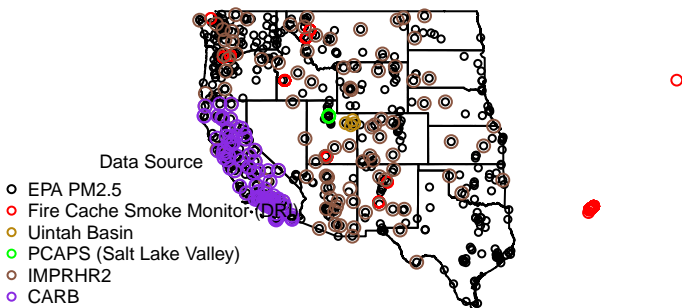 Data Source
EPA PM2.5
Fire Cache Smoke Monitor (DRI)
Uintah Basin
PCAPS (Salt Lake Valley)
IMPRHR2
CARB